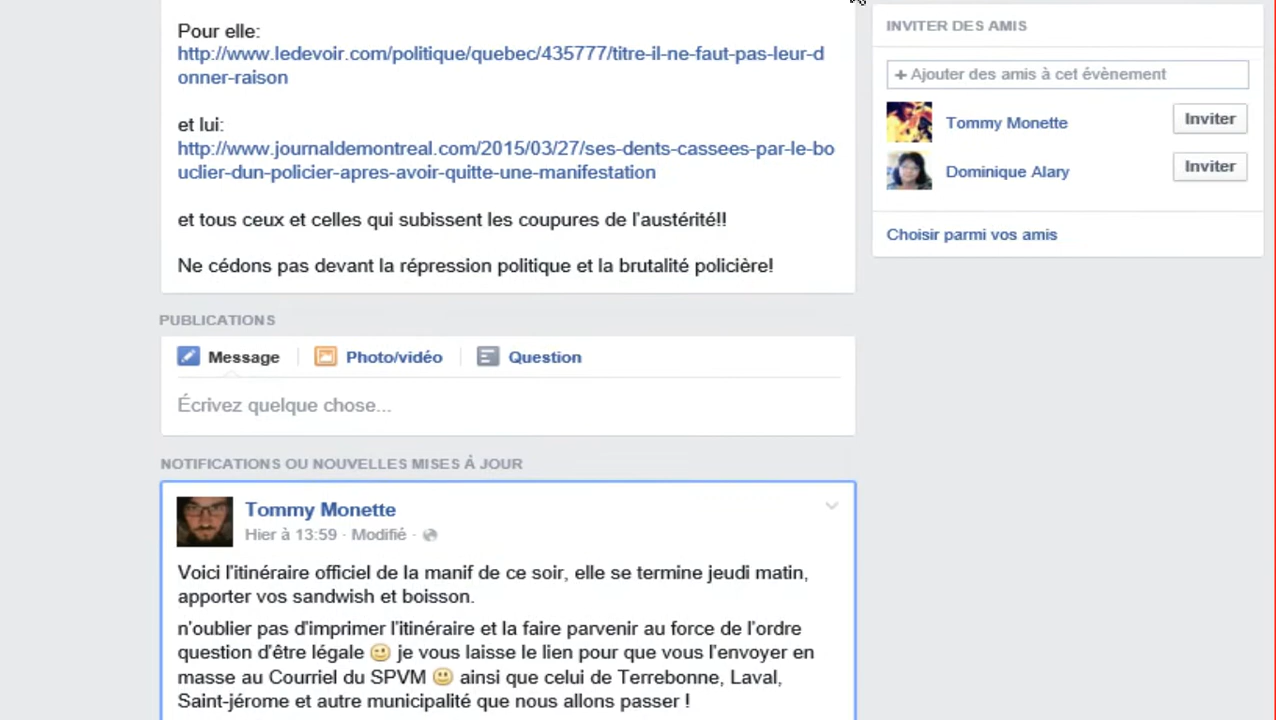 Pour elle:
http://www.ledevoir.com/politique/quebec/435777/titre-il-ne-faut-pas-leur-d
onner-raison
et lui:
http://www.journaldemontreal.com/2015/03/27/ses-dents-cassees-par-le-bo
uclier-dun-policier-apres-avoir-quitte-une-manifestation
et tous ceux et celles qui subissent les coupures de l'austérité!!
Ne cédons pas devant la répression politique et la brutalité policière!
PUBLICATIONS
Message
Photo/vidéo
Question
Écrivez quelque chose...
NOTIFICATIONS OU NOUVELLES MISES À JOUR
Tommy Monette
Hier à 13:59 · Modifié ·
Voici l'itinéraire officiel de la manif de ce soir, elle se termine jeudi matin,
apporter vos sandwish et boisson.
n'oublier pas d'imprimer l'itinéraire et la faire parvenir au force de l'ordre
question d'être légale 🙂 je vous laisse le lien pour que vous l'envoyer en
masse au Courriel du SPVM 🙂 ainsi que celui de Terrebonne, Laval,
Saint-jérome et autre municipalité que nous allons passer !
INVITER DES AMIS
+ Ajouter des amis à cet évènement
Tommy Monette
Inviter
Dominique Alary
Inviter
Choisir parmi vos amis